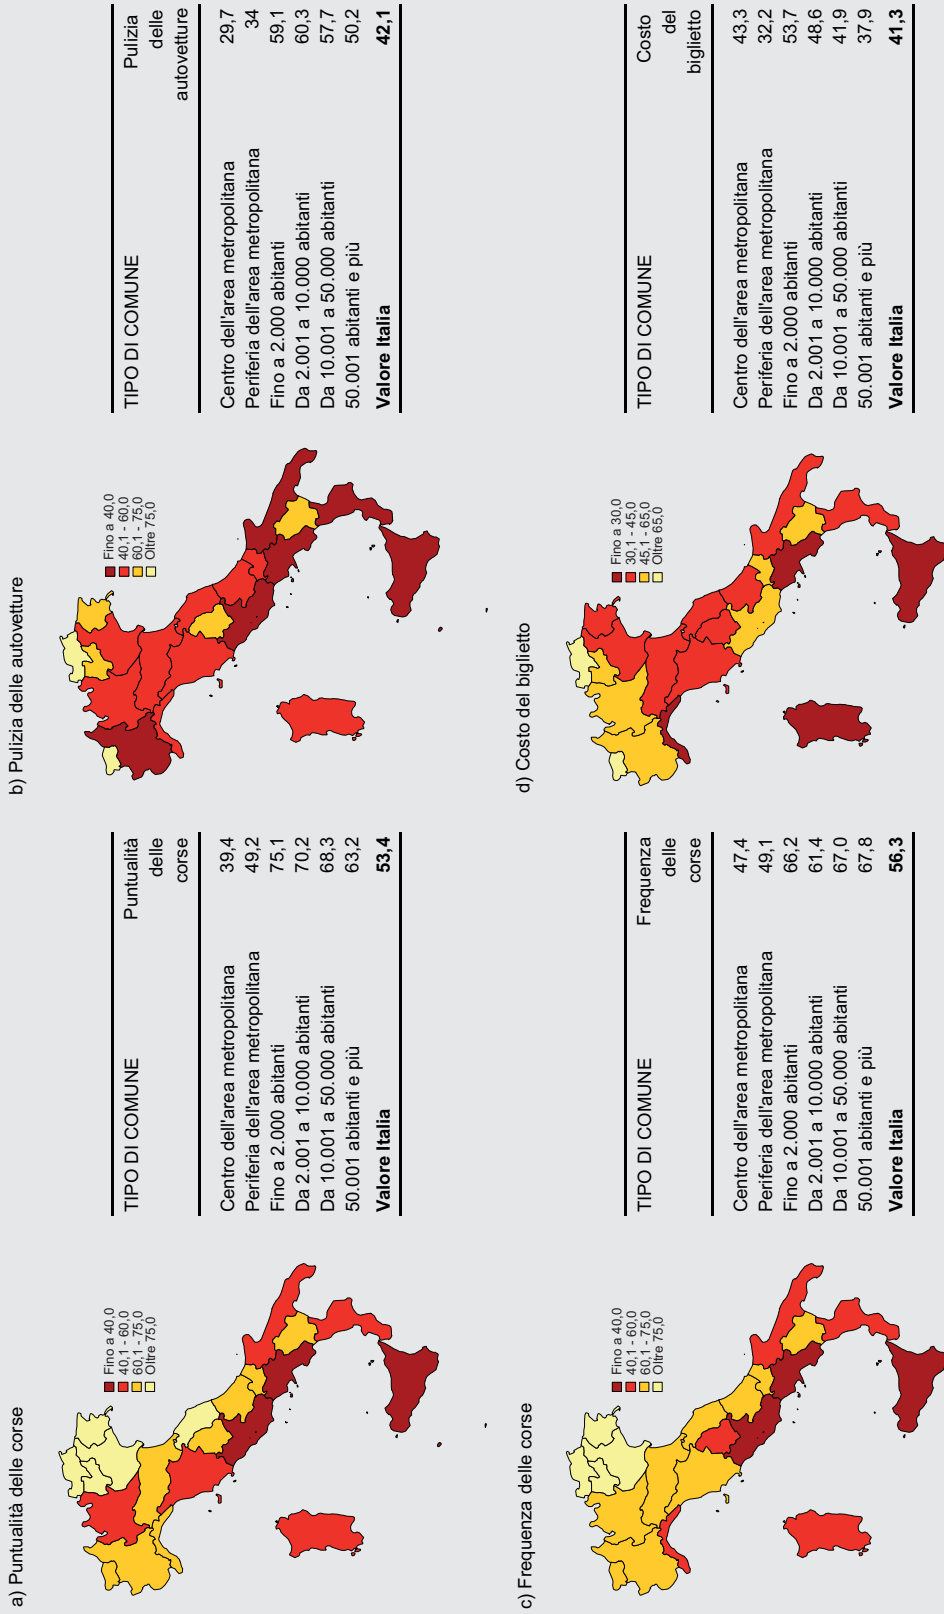 a) Puntualità delle corse
Fino a 40,0
40,1 - 60,0
60,1 - 75,0
Oltre 75,0
TIPO DI COMUNE Puntualità delle corse
Centro dell'area metropolitana 39,4
Periferia dell'area metropolitana 49,2
Fino a 2.000 abitanti 75,1
Da 2.001 a 10.000 abitanti 70,2
Da 10.001 a 50.000 abitanti 68,3
50.001 abitanti e più 63,2
Valore Italia 53,4
b) Pulizia delle autovetture
Fino a 40,0
40,1 - 60,0
60,1 - 75,0
Oltre 75,0
TIPO DI COMUNE Pulizia delle autovetture
Centro dell'area metropolitana 29,7
Periferia dell'area metropolitana 34
Fino a 2.000 abitanti 59,1
Da 2.001 a 10.000 abitanti 60,3
Da 10.001 a 50.000 abitanti 57,7
50.001 abitanti e più 50,2
Valore Italia 42,1
c) Frequenza delle corse
Fino a 40,0
40,1 - 60,0
60,1 - 75,0
Oltre 75,0
TIPO DI COMUNE Frequenza delle corse
Centro dell'area metropolitana 47,4
Periferia dell'area metropolitana 49,1
Fino a 2.000 abitanti 66,2
Da 2.001 a 10.000 abitanti 61,4
Da 10.001 a 50.000 abitanti 67,0
50.001 abitanti e più 67,8
Valore Italia 56,3
d) Costo del biglietto
Fino a 30,0
30,1 - 45,0
45,1 - 65,0
Oltre 65,0
TIPO DI COMUNE Costo del biglietto
Centro dell'area metropolitana 43,3
Periferia dell'area metropolitana 32,2
Fino a 2.000 abitanti 53,7
Da 2.001 a 10.000 abitanti 48,6
Da 10.001 a 50.000 abitanti 41,9
50.001 abitanti e più 37,9
Valore Italia 41,3